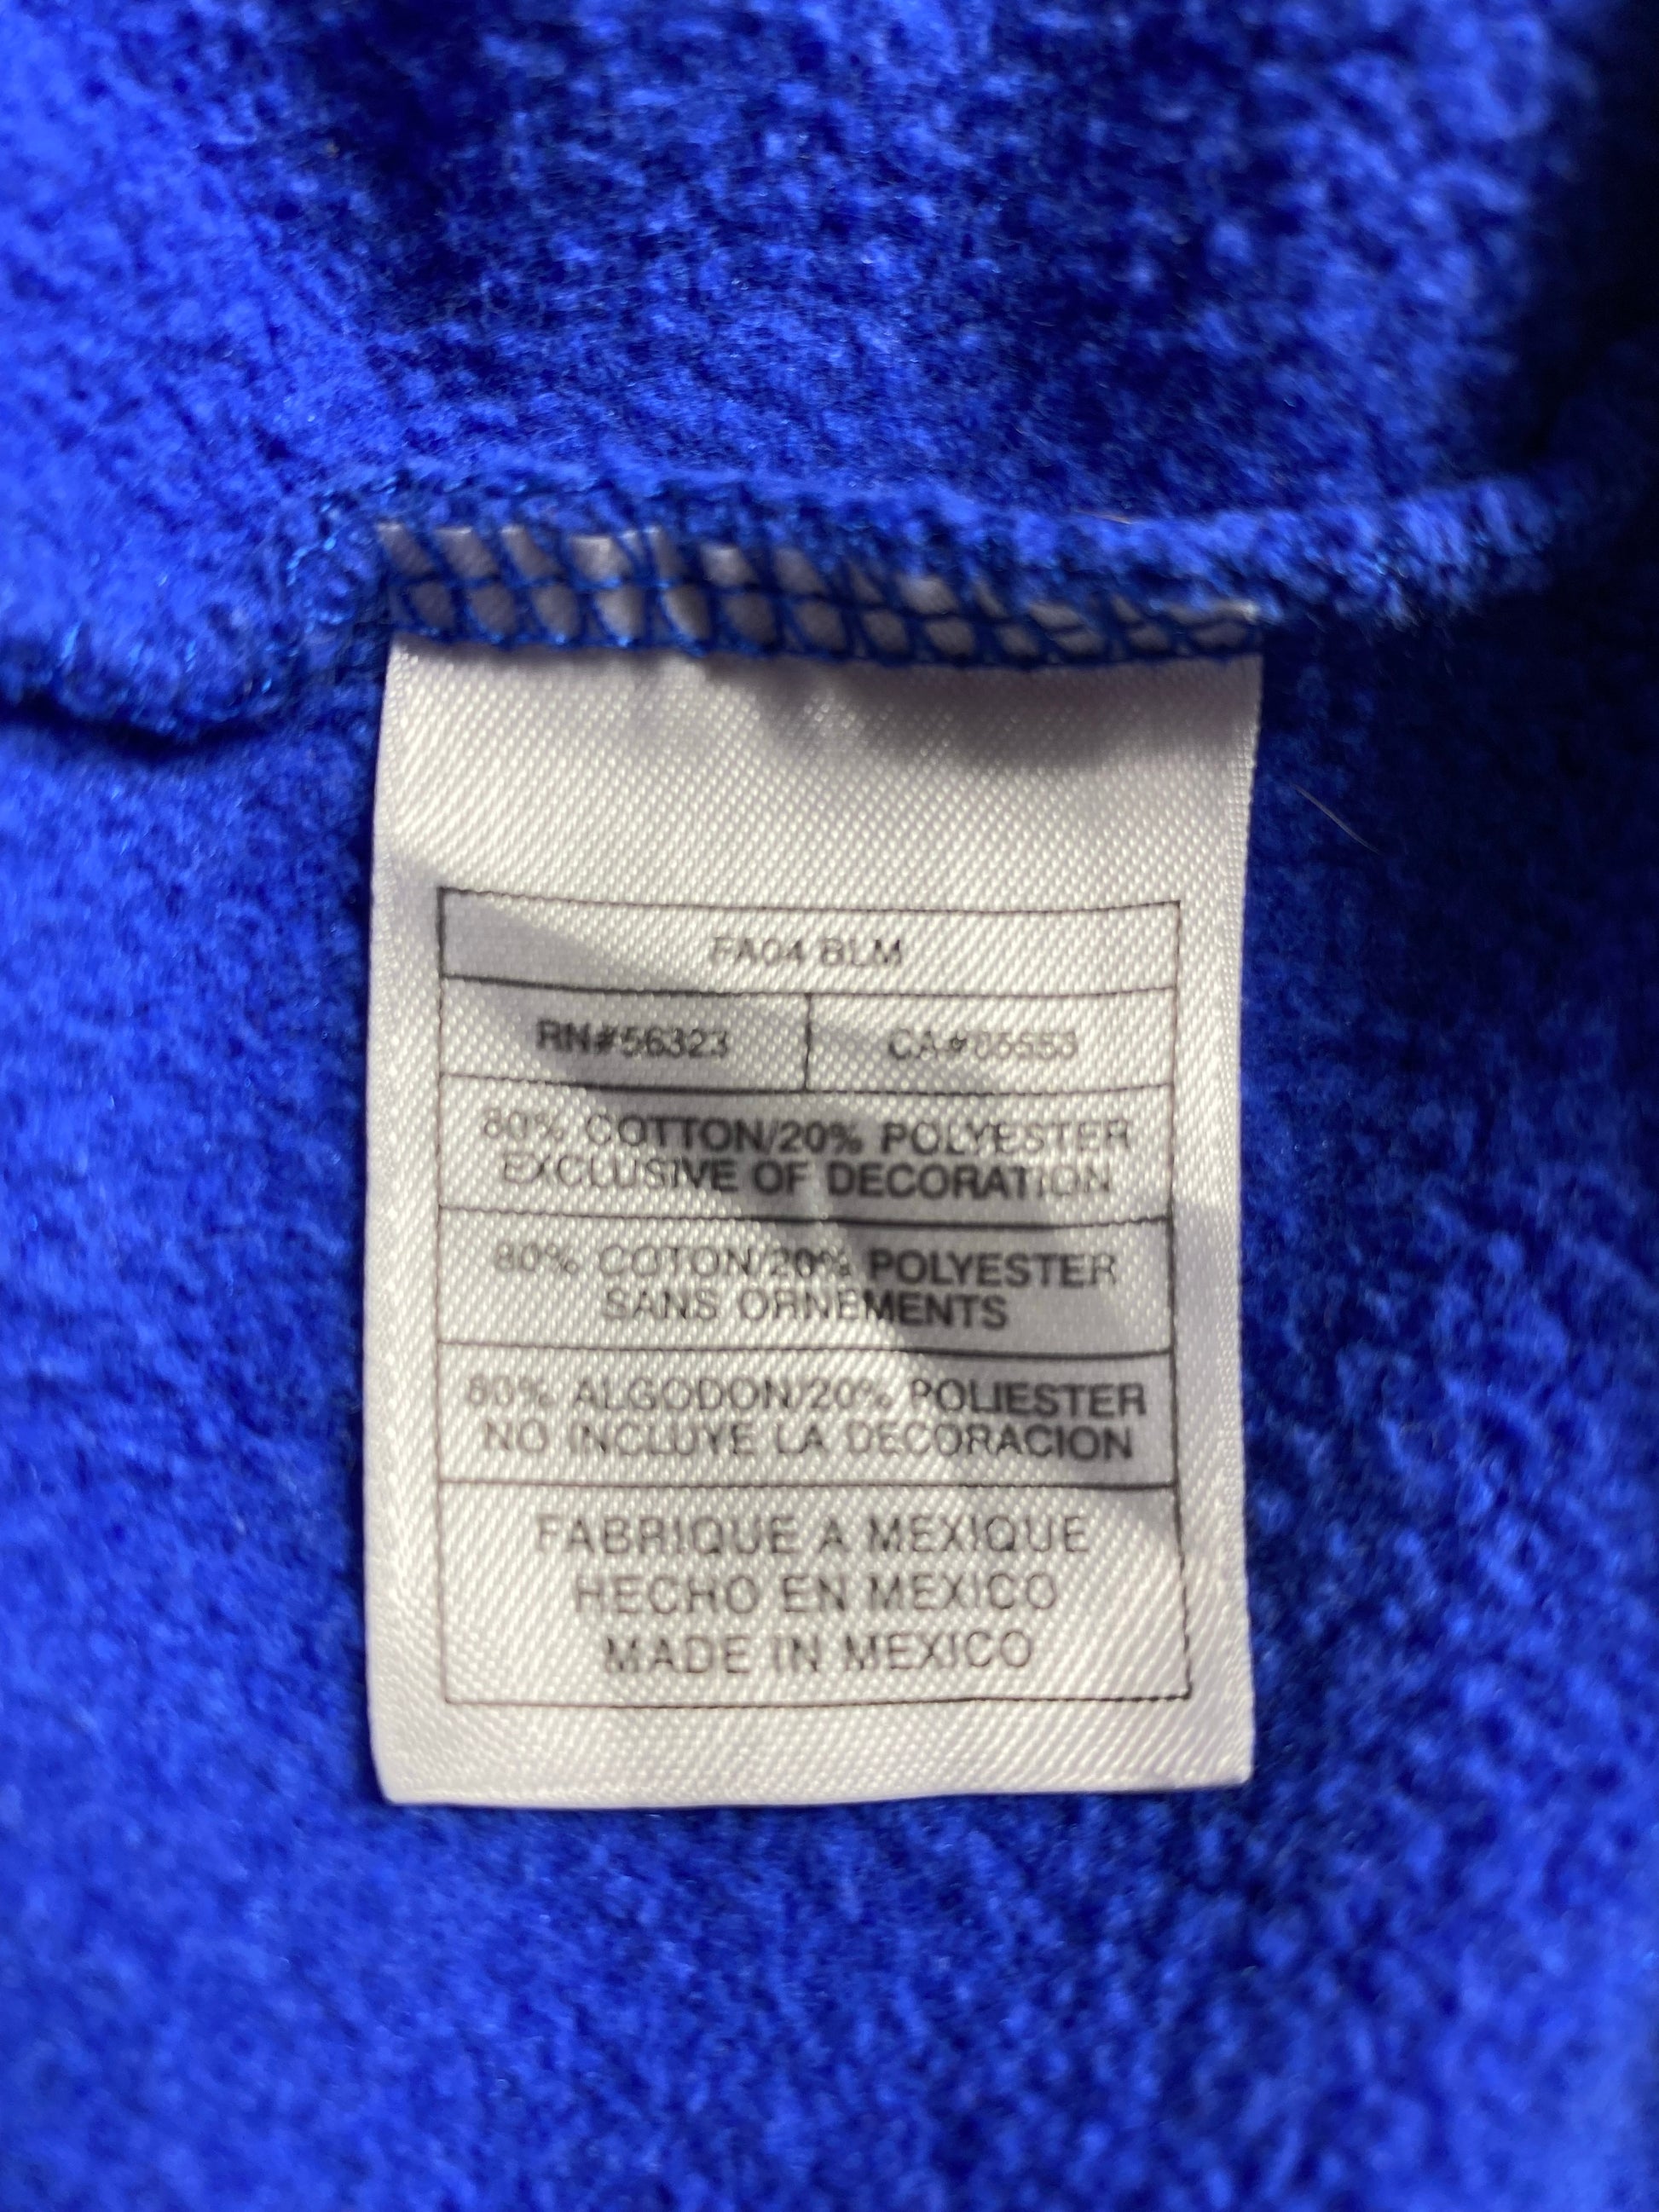 FA04 BLM
RN#56323 CA#05553
80% COTTON/20% POLYESTER
EXCLUSIVE OF DECORATION
80% COTON/20% POLYESTER
SANS ORNEMENTS
80% ALGODON/20% POLIESTER
NO INCLUYE LA DECORACION
FABRIQUE A MEXIQUE
HECHO EN MEXICO
MADE IN MEXICO